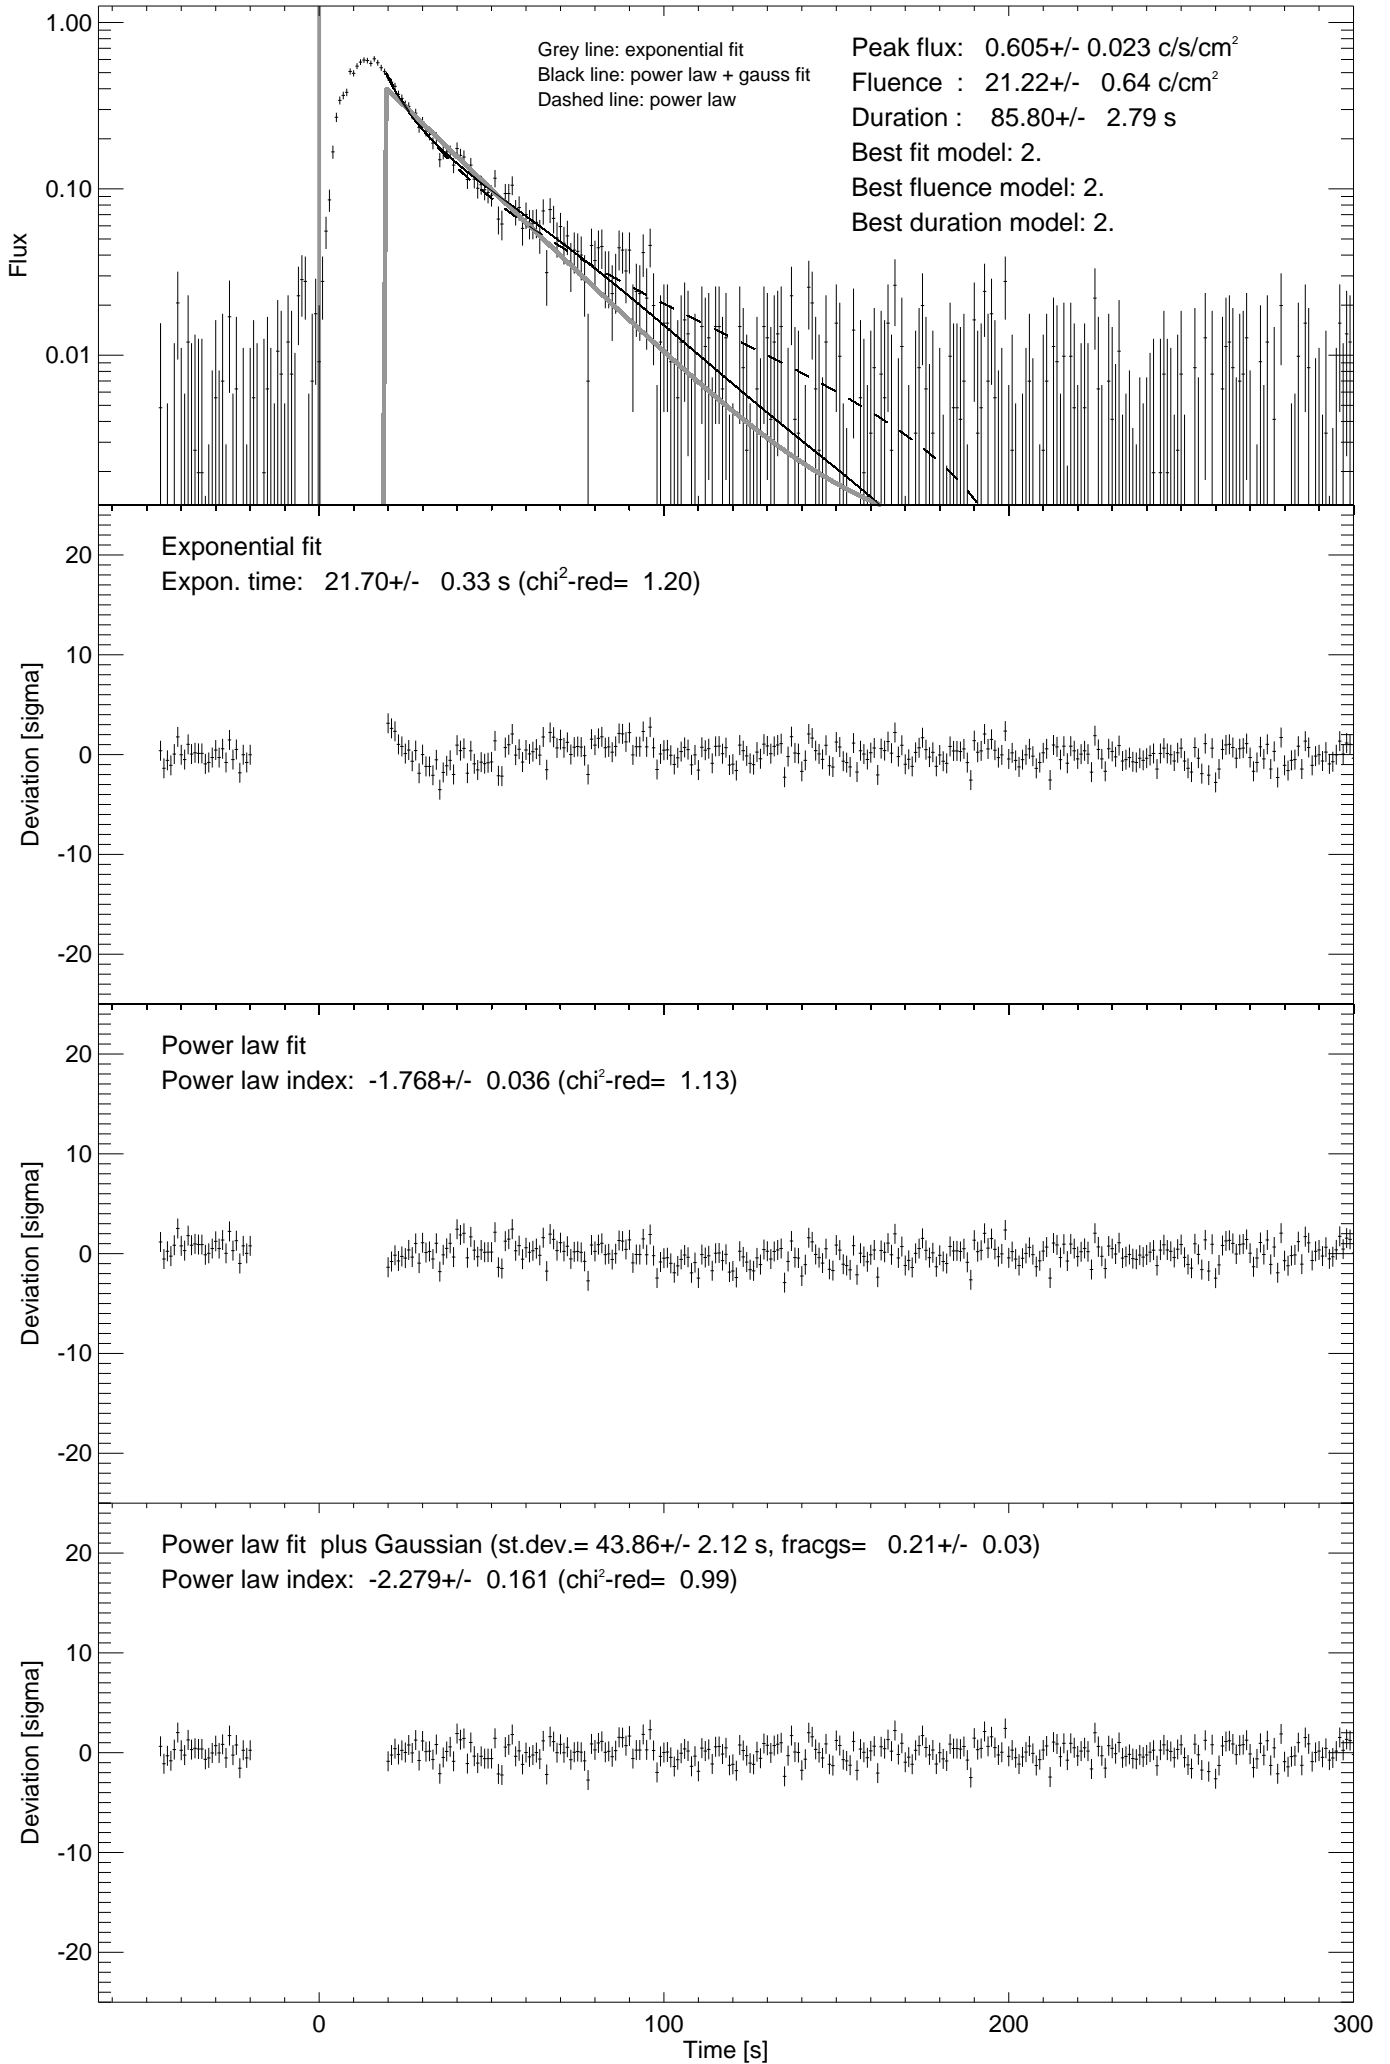 1.00
0.10
0.01
Flux
Grey line: exponential fit
Black line: power law + gauss fit
Dashed line: power law
Peak flux: 0.605+/- 0.023 c/s/cm²
Fluence : 21.22+/- 0.64 c/cm²
Duration : 85.80+/- 2.79 s
Best fit model: 2.
Best fluence model: 2.
Best duration model: 2.
Exponential fit
Expon. time: 21.70+/- 0.33 s (chi²-red= 1.20)
20
10
0
-10
-20
Deviation [sigma]
Power law fit
Power law index: -1.768+/- 0.036 (chi²-red= 1.13)
20
10
0
-10
-20
Deviation [sigma]
Power law fit plus Gaussian (st.dev.= 43.86+/- 2.12 s, fracgs= 0.21+/- 0.03)
Power law index: -2.279+/- 0.161 (chi²-red= 0.99)
20
10
0
-10
-20
Deviation [sigma]
0 100 200 300
Time [s]